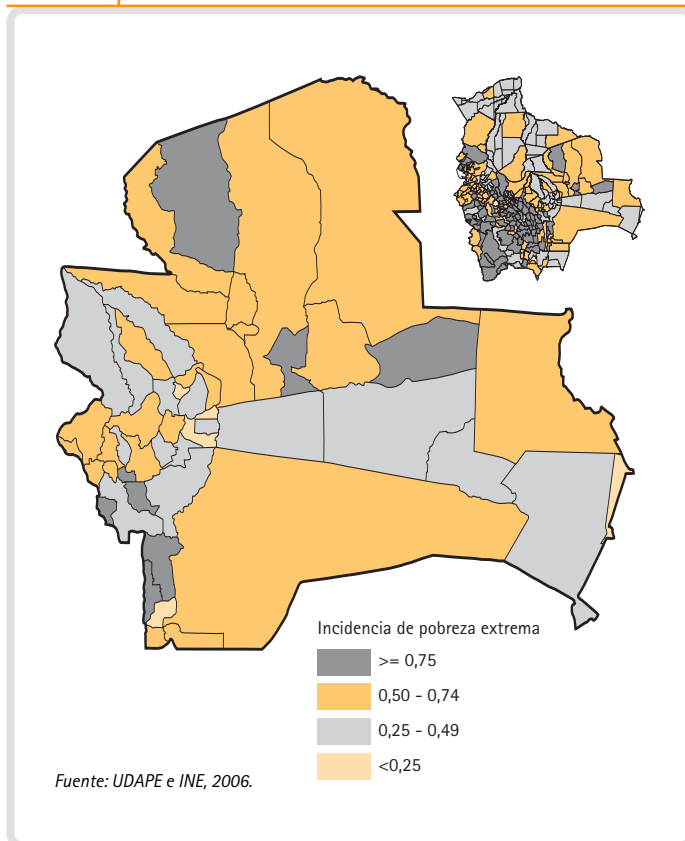 Incidencia de pobreza extrema
>= 0,75
0,50 - 0,74
0,25 - 0,49
<0,25
Fuente: UDAPE e INE, 2006.